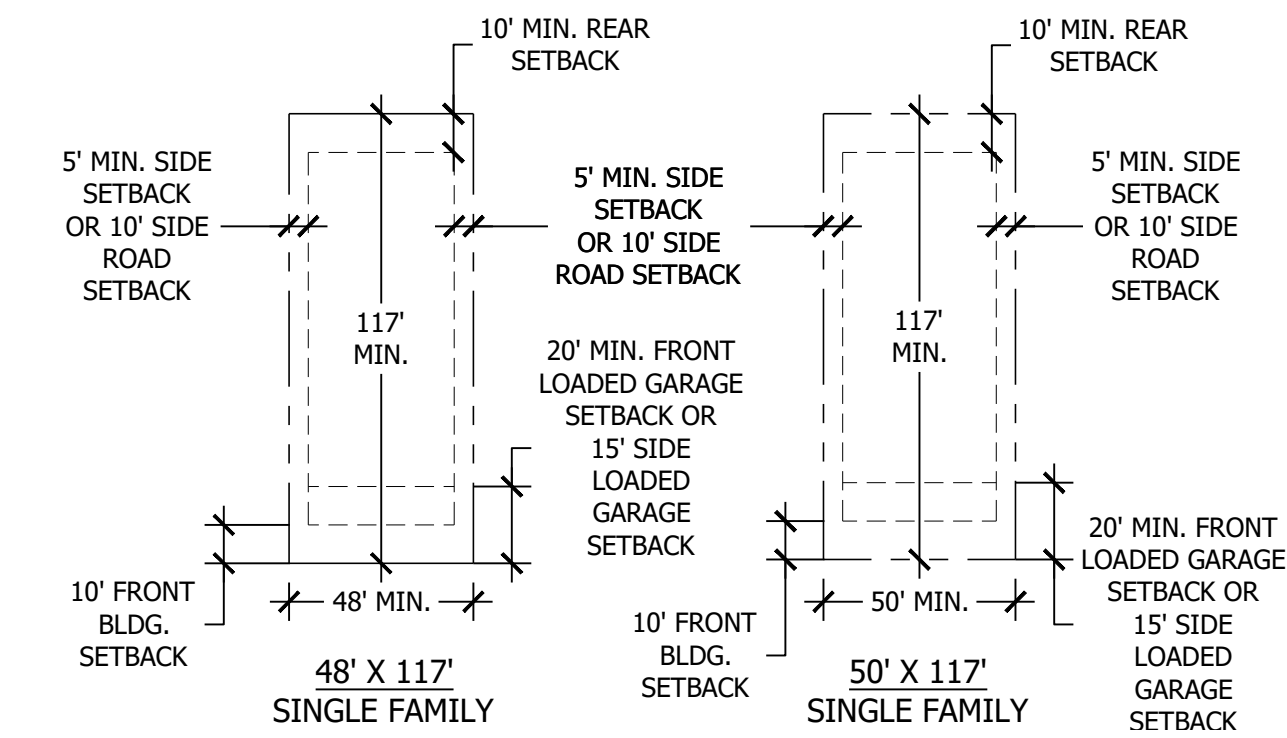 10' MIN. REAR
SETBACK
5' MIN. SIDE
SETBACK
OR 10' SIDE
ROAD
SETBACK
117'
MIN.
10' FRONT
BLDG.
SETBACK
48' MIN.
48' X 117'
SINGLE FAMILY
5' MIN. SIDE
SETBACK
OR 10' SIDE
ROAD SETBACK
20' MIN. FRONT
LOADED GARAGE
SETBACK OR
15' SIDE
LOADED
GARAGE
SETBACK
10' MIN. REAR
SETBACK
5' MIN. SIDE
SETBACK
OR 10' SIDE
ROAD
SETBACK
117'
MIN.
10' FRONT
BLDG.
SETBACK
50' MIN.
50' X 117'
SINGLE FAMILY
20' MIN. FRONT
LOADED GARAGE
SETBACK OR
15' SIDE
LOADED
GARAGE
SETBACK